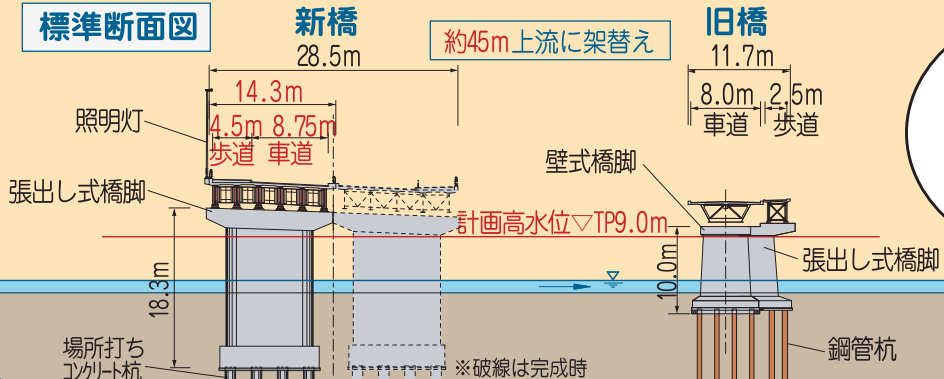 標準断面図
新橋
旧橋
約45m上流に架替え
28.5m
11.7m
14.3m
8.0m
2.5m
車道
歩道
4.5m
8.75m
歩道
車道
照明灯
張出し式橋脚
壁式橋脚
計画高水位▽TP9.0m
張出し式橋脚
18.3m
10.0m
場所打ち
コンクリート杭
鋼管杭
※破線は完成時